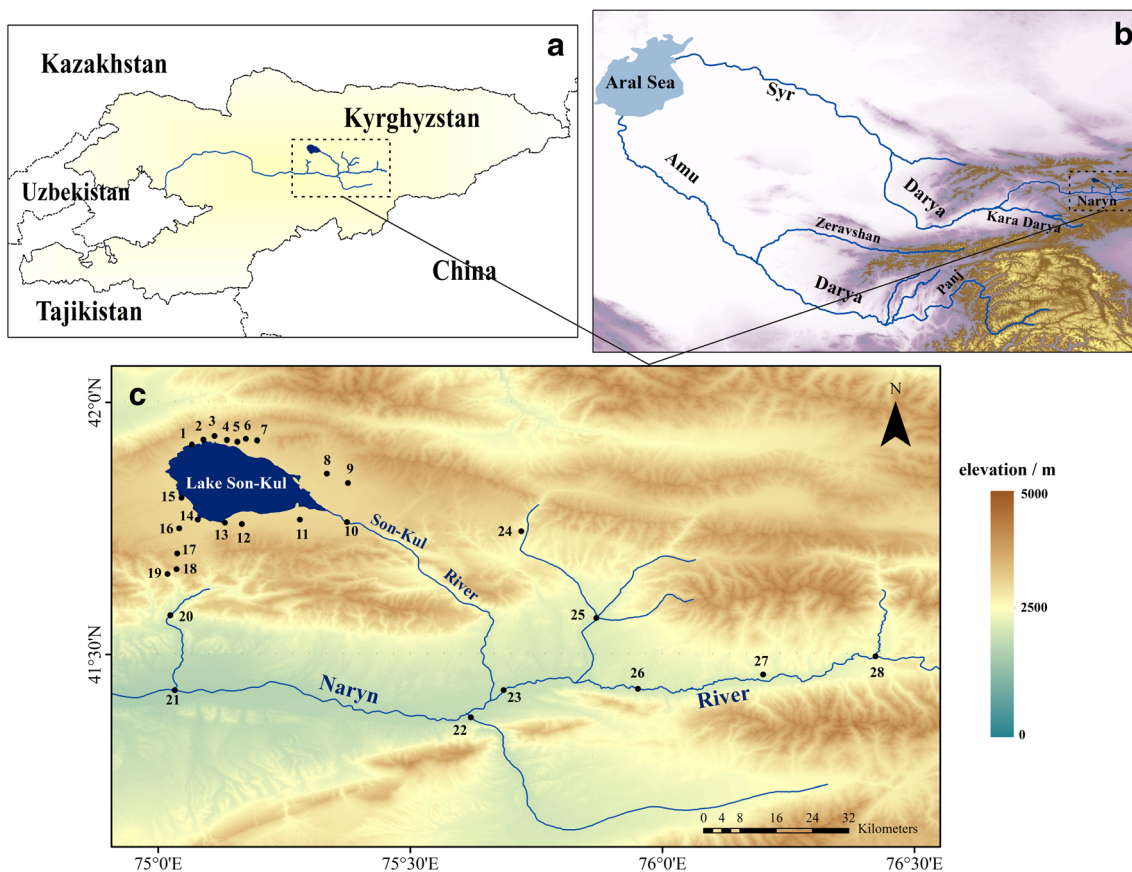 a
Kazakhstan
Kyrghyzstan
Uzbekistan
China
Tajikistan
b
Aral Sea
Syr
Amu
Darya
Naryn
Kara Darya
Zeravshan
Darya
Panj
c
N
42°0'N
41°30'N
1
2
3
4
5
6
7
8
9
Lake Son-Kul
15
14
16
13
12
11
10
Son-Kul
River
24
17
18
19
20
25
21
Naryn
22
23
26
27
28
River
0 4 8 16 24 32
Kilometers
75°0'E
75°30'E
76°0'E
76°30'E
elevation / m
5000
2500
0